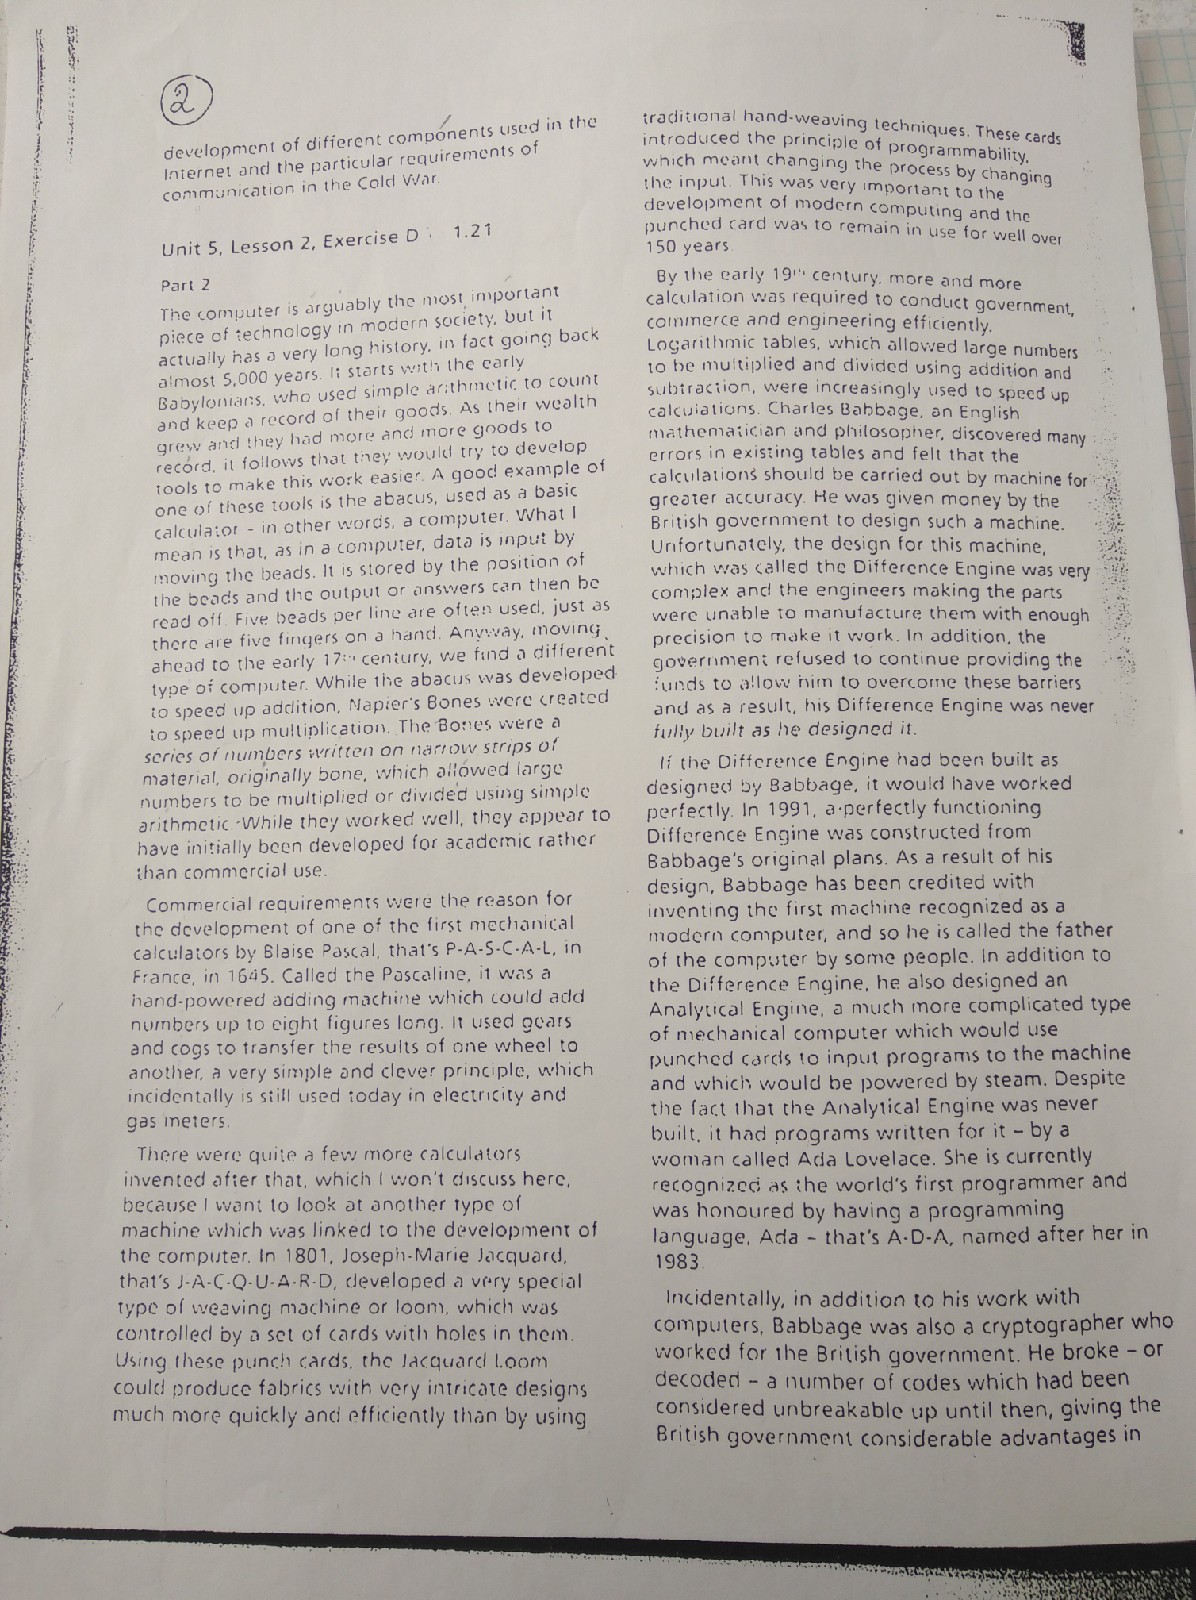 2
development of different components used in the
Internet and the particular requirements of
communication in the Cold War.
Unit 5, Lesson 2, Exercise D 1.21
Part 2
The computer is arguably the most important
piece of technology in modern society, but it
actually has a very long history, in fact going back
almost 5,000 years. It starts with the early
Babylonians, who used simple arithmetic to count
and keep a record of their goods. As their wealth
grew and they had more and more goods to
record, it follows that they would try to develop
tools to make this work easier. A good example of
one of these tools is the abacus, used as a basic
calculator – in other words, a computer. What I
mean is that, as in a computer, data is input by
moving the beads. It is stored by the position of
the beads and the output or answers can then be
read off. Five beads per line are often used, just as
there are five fingers on a hand. Anyway, moving
ahead to the early 17th century, we find a different
type of computer. While the abacus was developed
to speed up addition, Napier's Bones were created
to speed up multiplication. The Bones were a
series of numbers written on narrow strips of
material, originally bone, which allowed large
numbers to be multiplied or divided using simple
arithmetic. While they worked well, they appear to
have initially been developed for academic rather
than commercial use.
Commercial requirements were the reason for
the development of one of the first mechanical
calculators by Blaise Pascal, that's P-A-S-C-A-L, in
France, in 1645. Called the Pascaline, it was a
hand-powered adding machine which could add
numbers up to eight figures long. It used gears
and cogs to transfer the results of one wheel to
another, a very simple and clever principle, which
incidentally is still used today in electricity and
gas meters.
There were quite a few more calculators
invented after that, which I won't discuss here,
because I want to look at another type of
machine which was linked to the development of
the computer. In 1801, Joseph-Marie Jacquard,
that's J-A-C-Q-U-A-R-D, developed a very special
type of weaving machine or loom, which was
controlled by a set of cards with holes in them.
Using these punch cards, the Jacquard Loom
could produce fabrics with very intricate designs
much more quickly and efficiently than by using
traditional hand-weaving techniques. These cards
introduced the principle of programmability,
which meant changing the process by changing
the input. This was very important to the
development of modern computing and the
punched card was to remain in use for well over
150 years.
By the early 19th century, more and more
calculation was required to conduct government,
commerce and engineering efficiently.
Logarithmic tables, which allowed large numbers
to be multiplied and divided using addition and
subtraction, were increasingly used to speed up
calculations. Charles Babbage, an English
mathematician and philosopher, discovered many
errors in existing tables and felt that the
calculations should be carried out by machine for
greater accuracy. He was given money by the
British government to design such a machine.
Unfortunately, the design for this machine,
which was called the Difference Engine was very
complex and the engineers making the parts
were unable to manufacture them with enough
precision to make it work. In addition, the
government refused to continue providing the
funds to allow him to overcome these barriers
and as a result, his Difference Engine was never
fully built as he designed it.
If the Difference Engine had been built as
designed by Babbage, it would have worked
perfectly. In 1991, a perfectly functioning
Difference Engine was constructed from
Babbage's original plans. As a result of his
design, Babbage has been credited with
inventing the first machine recognized as a
modern computer, and so he is called the father
of the computer by some people. In addition to
the Difference Engine, he also designed an
Analytical Engine, a much more complicated type
of mechanical computer which would use
punched cards to input programs to the machine
and which would be powered by steam. Despite
the fact that the Analytical Engine was never
built, it had programs written for it – by a
woman called Ada Lovelace. She is currently
recognized as the world's first programmer and
was honoured by having a programming
language, Ada – that's A-D-A, named after her in
1983.
Incidentally, in addition to his work with
computers, Babbage was also a cryptographer who
worked for the British government. He broke – or
decoded – a number of codes which had been
considered unbreakable up until then, giving the
British government considerable advantages in